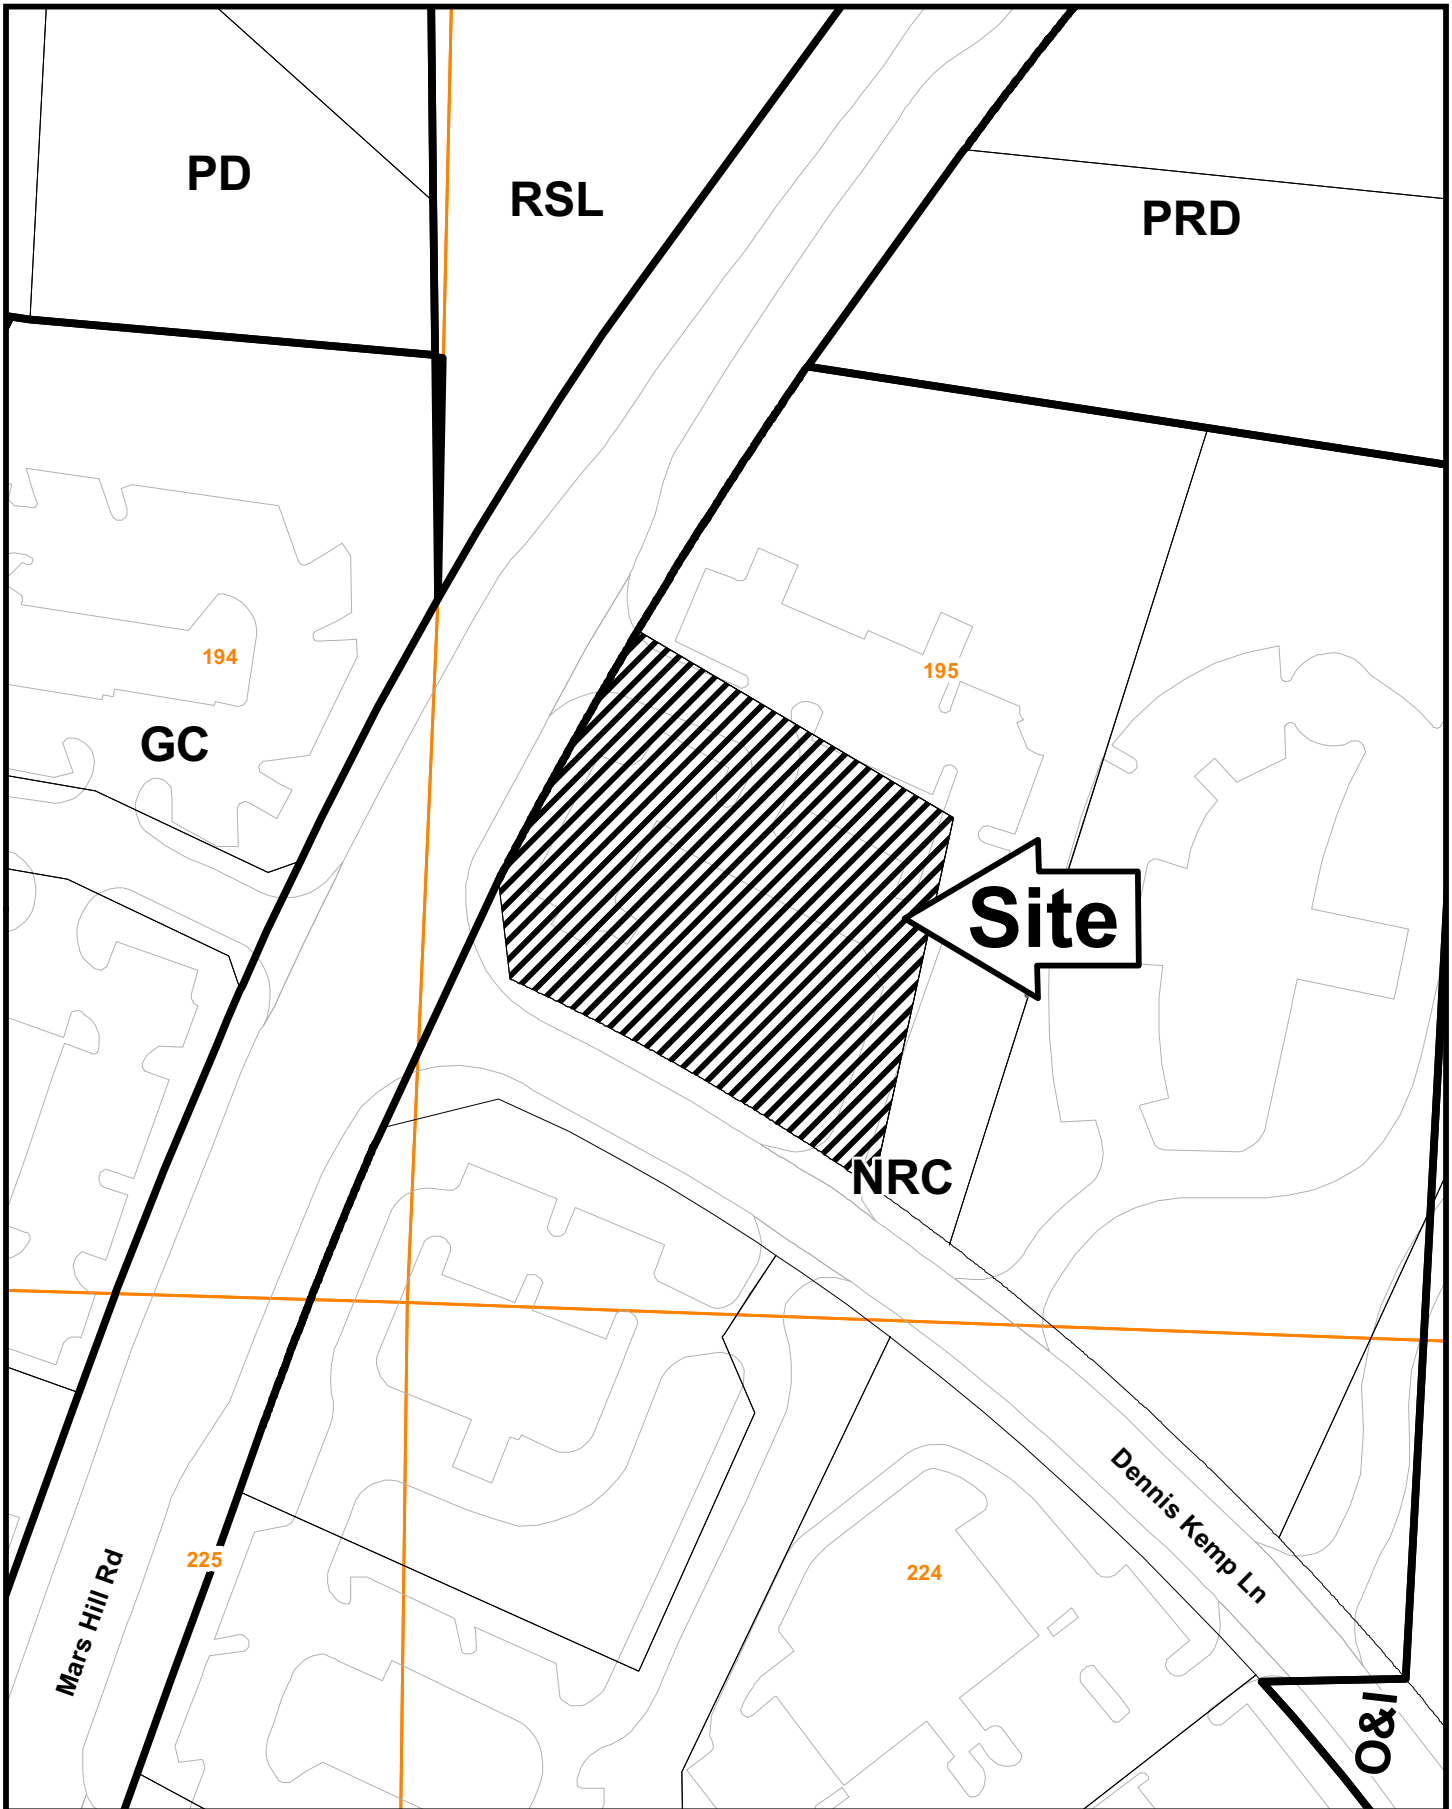 PD
RSL
PRD
194
195
GC
Site
NRC
Dennis Kemp Ln
225
224
Mars Hill Rd
O&I